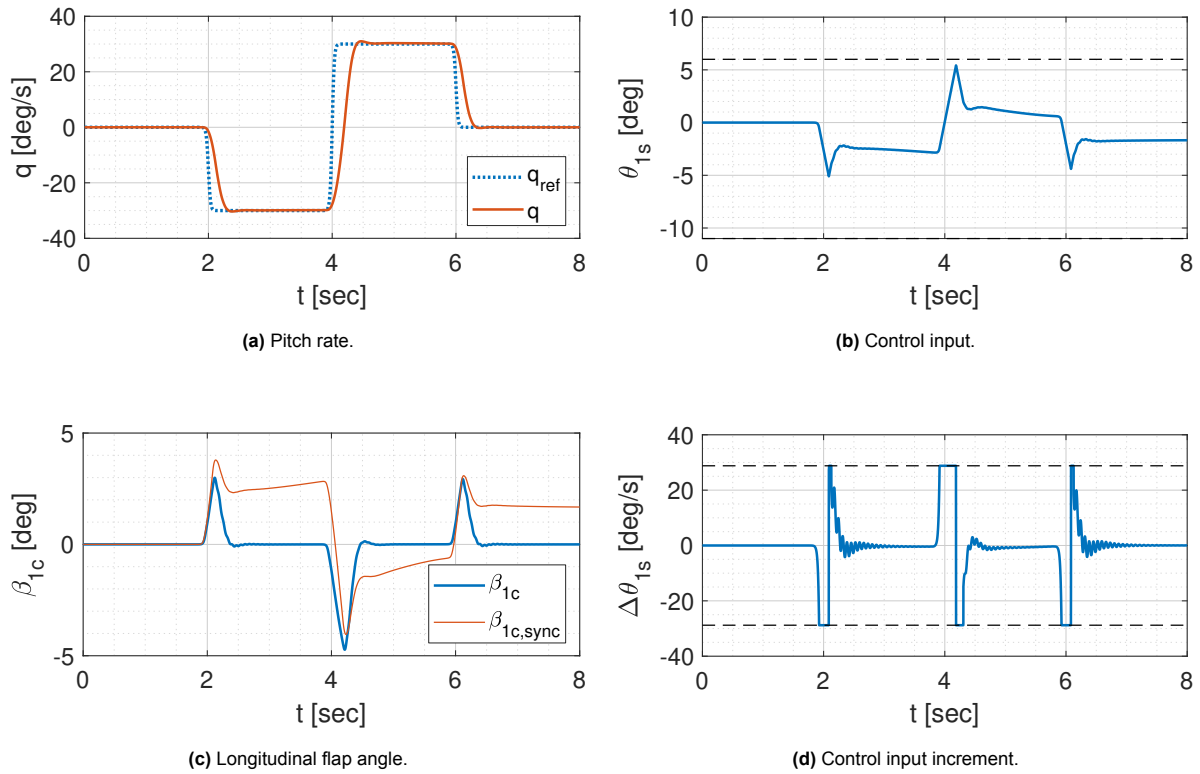 40
20
0
-20
-40
q [deg/s]
q_ref
q
0 2 4 6 8
t [sec]
(a) Pitch rate.
10
5
0
-5
-10
θ_1s [deg]
0 2 4 6 8
t [sec]
(b) Control input.
5
0
-5
β_1c [deg]
β_1c
β_1c,sync
0 2 4 6 8
t [sec]
(c) Longitudinal flap angle.
40
20
0
-20
-40
Δθ_1s [deg/s]
0 2 4 6 8
t [sec]
(d) Control input increment.